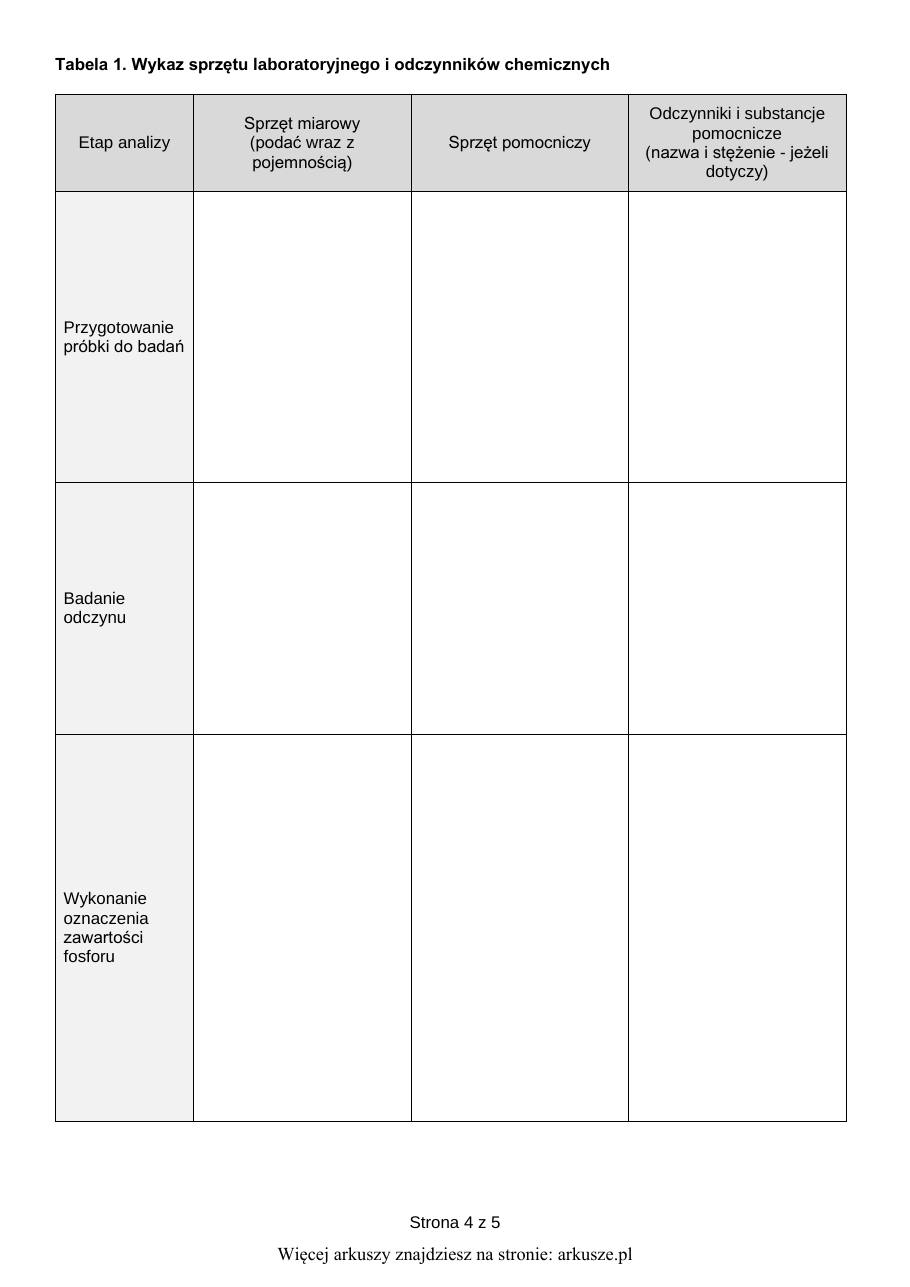 Tabela 1. Wykaz sprzętu laboratoryjnego i odczynników chemicznych
Etap analizy
Sprzęt miarowy
(podać wraz z
pojemnością)
Sprzęt pomocniczy
Odczynniki i substancje
pomocnicze
(nazwa i stężenie - jeżeli
dotyczy)
Przygotowanie
próbki do badań
Badanie
odczynu
Wykonanie
oznaczenia
zawartości
fosforu
Strona 4 z 5
Więcej arkuszy znajdziesz na stronie: arkusze.pl